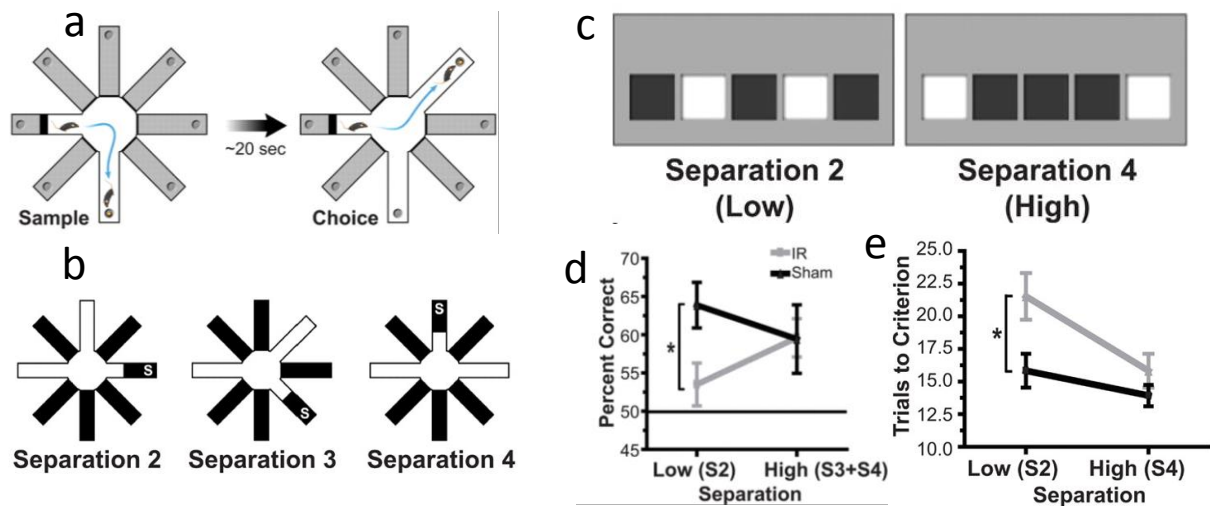 a
Sample
~20 sec
Choice
b
S
Separation 2
S
Separation 3
S
Separation 4
c
Separation 2
(Low)
Separation 4
(High)
d
IR
Sham
Percent Correct
70
65
60
55
50
45
*
Low (S2)
High (S3+S4)
Separation
e
Trials to Criterion
25.0
22.5
20.0
17.5
15.0
12.5
10.0
*
Low (S2)
High (S4)
Separation